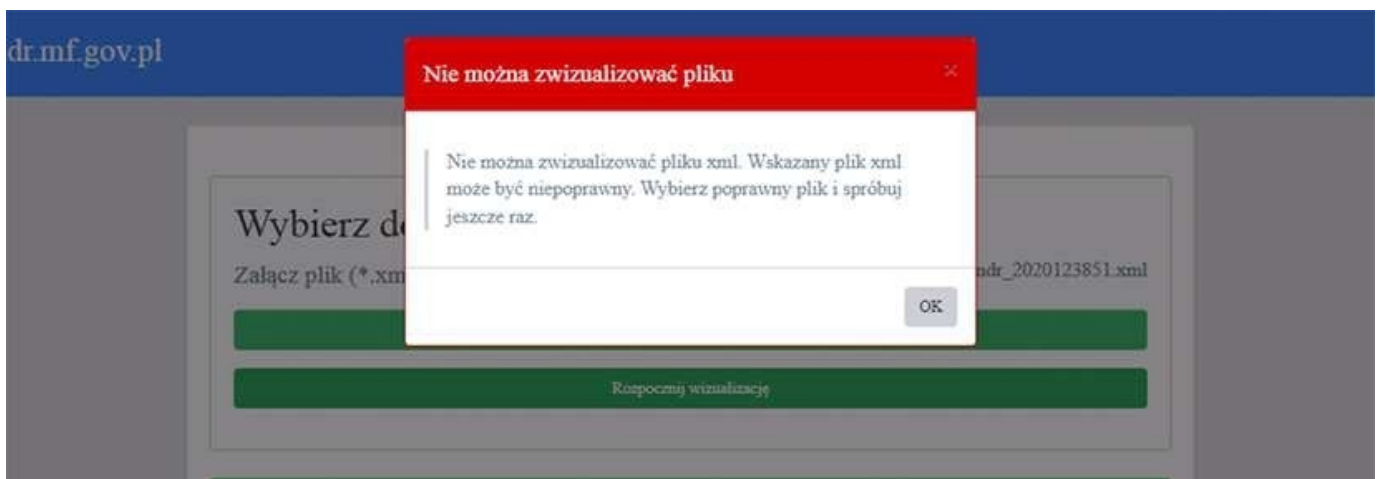 dr.mf.gov.pl
Nie można zwizualizować pliku
×
Nie można zwizualizować pliku xml. Wskazany plik xml
może być niepoprawny. Wybierz poprawny plik i spróbuj
jeszcze raz.
Wybierz
Załącz plik (*.xm
ndr_2020123851.xml
OK
Rozpocznij wizualizację